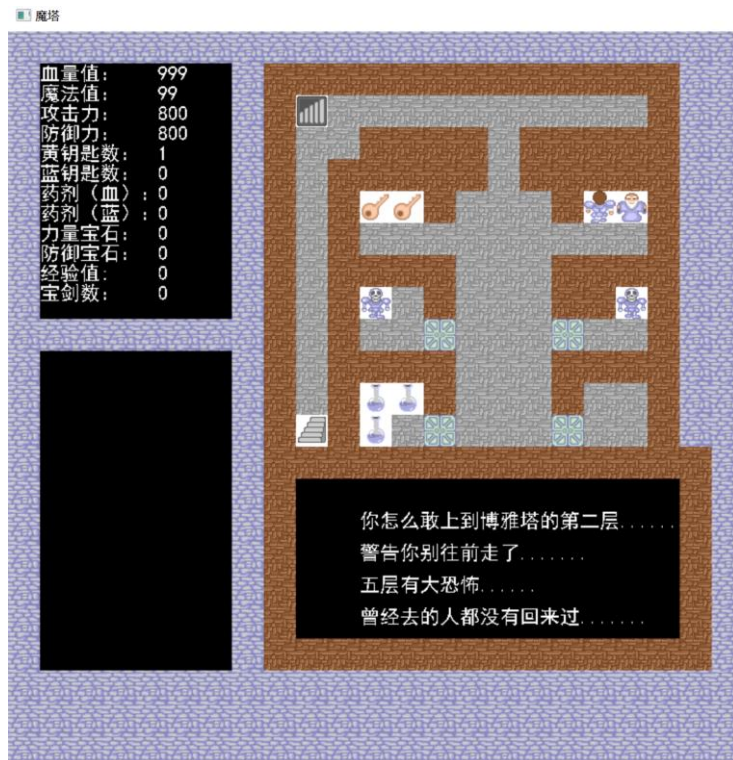 魔塔
血量值: 999
魔法值: 99
攻击力: 800
防御力: 800
黄钥匙数: 1
蓝钥匙数: 0
药剂（血）: 0
药剂（蓝）: 0
力量宝石: 0
防御宝石: 0
经验值: 0
宝剑数: 0
你怎么敢上到博雅塔的第二层......
警告你别往前走了.......
五层有大恐怖......
曾经去的人都没有回来过.......